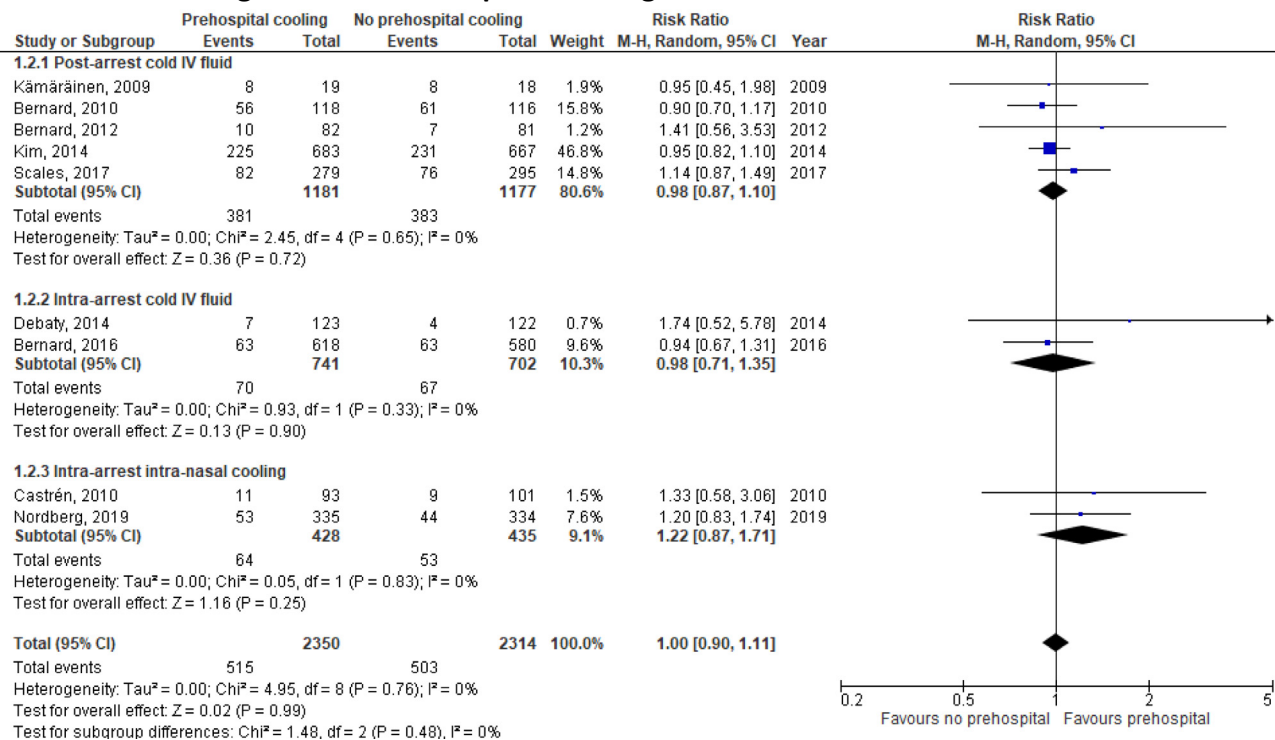 Prehospital cooling No prehospital cooling Risk Ratio Risk Ratio
Study or Subgroup Events Total Events Total Weight M-H, Random, 95% CI Year M-H, Random, 95% CI
1.2.1 Post-arrest cold IV fluid
Kämäräinen, 2009 8 19 8 18 1.9% 0.95 [0.45, 1.98] 2009
Bernard, 2010 56 118 61 116 15.8% 0.90 [0.70, 1.17] 2010
Bernard, 2012 10 82 7 81 1.2% 1.41 [0.56, 3.53] 2012
Kim, 2014 225 683 231 667 46.8% 0.95 [0.82, 1.10] 2014
Scales, 2017 82 279 76 295 14.8% 1.14 [0.87, 1.49] 2017
Subtotal (95% CI) 1181 1177 80.6% 0.98 [0.87, 1.10]
Total events 381 383
Heterogeneity: Tau² = 0.00; Chi² = 2.45, df = 4 (P = 0.65); I² = 0%
Test for overall effect: Z = 0.36 (P = 0.72)
1.2.2 Intra-arrest cold IV fluid
Debaty, 2014 7 123 4 122 0.7% 1.74 [0.52, 5.78] 2014
Bernard, 2016 63 618 63 580 9.6% 0.94 [0.67, 1.31] 2016
Subtotal (95% CI) 741 702 10.3% 0.98 [0.71, 1.35]
Total events 70 67
Heterogeneity: Tau² = 0.00; Chi² = 0.93, df = 1 (P = 0.33); I² = 0%
Test for overall effect: Z = 0.13 (P = 0.90)
1.2.3 Intra-arrest intra-nasal cooling
Castrén, 2010 11 93 9 101 1.5% 1.33 [0.58, 3.06] 2010
Nordberg, 2019 53 335 44 334 7.6% 1.20 [0.83, 1.74] 2019
Subtotal (95% CI) 428 435 9.1% 1.22 [0.87, 1.71]
Total events 64 53
Heterogeneity: Tau² = 0.00; Chi² = 0.05, df = 1 (P = 0.83); I² = 0%
Test for overall effect: Z = 1.16 (P = 0.25)
Total (95% CI) 2350 2314 100.0% 1.00 [0.90, 1.11]
Total events 515 503
Heterogeneity: Tau² = 0.00; Chi² = 4.95, df = 8 (P = 0.76); I² = 0%
Test for overall effect: Z = 0.02 (P = 0.99)
Test for subgroup differences: Chi² = 1.48, df = 2 (P = 0.48), I² = 0%
0.2 0.5 1 2 5
Favours no prehospital Favours prehospital